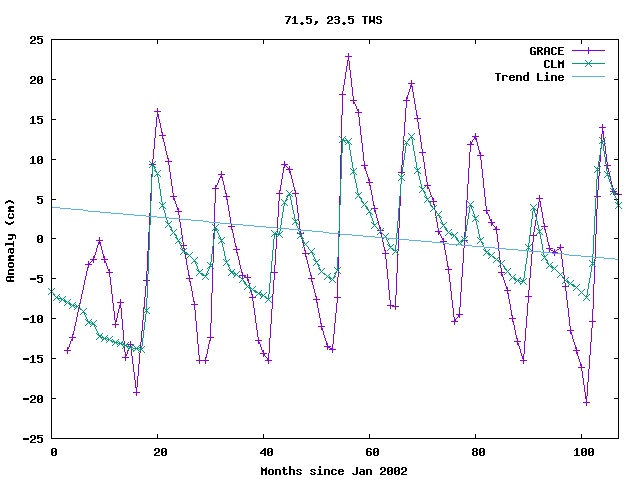 71.5, 23.5 TWS
GRACE
CLM
Trend Line
Anomaly (cm)
25
20
15
10
5
0
-5
-10
-15
-20
-25
0 20 40 60 80 100
Months since Jan 2002